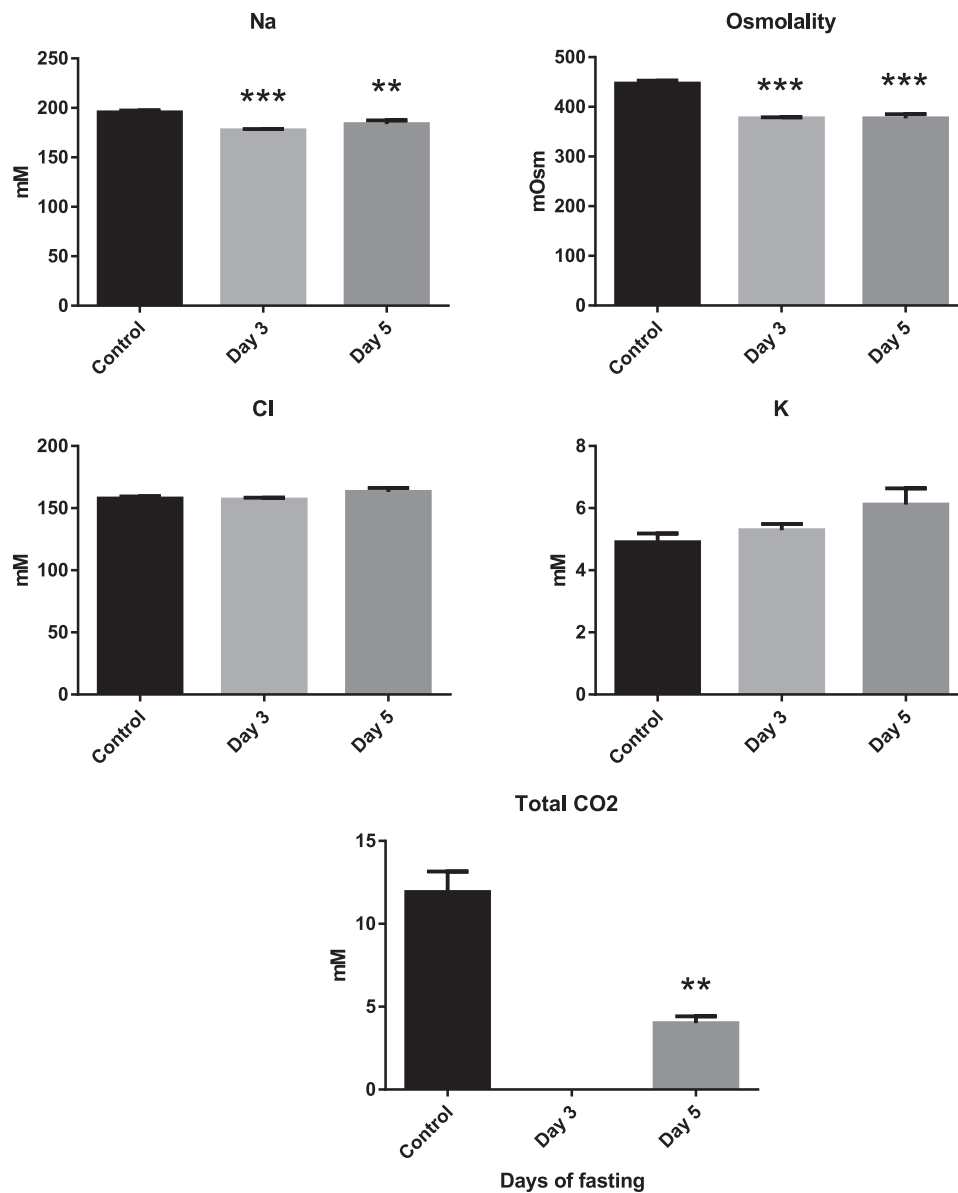 Na
250
200
150
100
50
0
mM
***
**
Control
Day 3
Day 5
Osmolality
500
400
300
200
100
0
mOsm
***
***
Control
Day 3
Day 5
Cl
200
150
100
50
0
mM
Control
Day 3
Day 5
K
8
6
4
2
0
mM
Control
Day 3
Day 5
Total CO2
15
10
5
0
mM
**
Control
Day 3
Day 5
Days of fasting